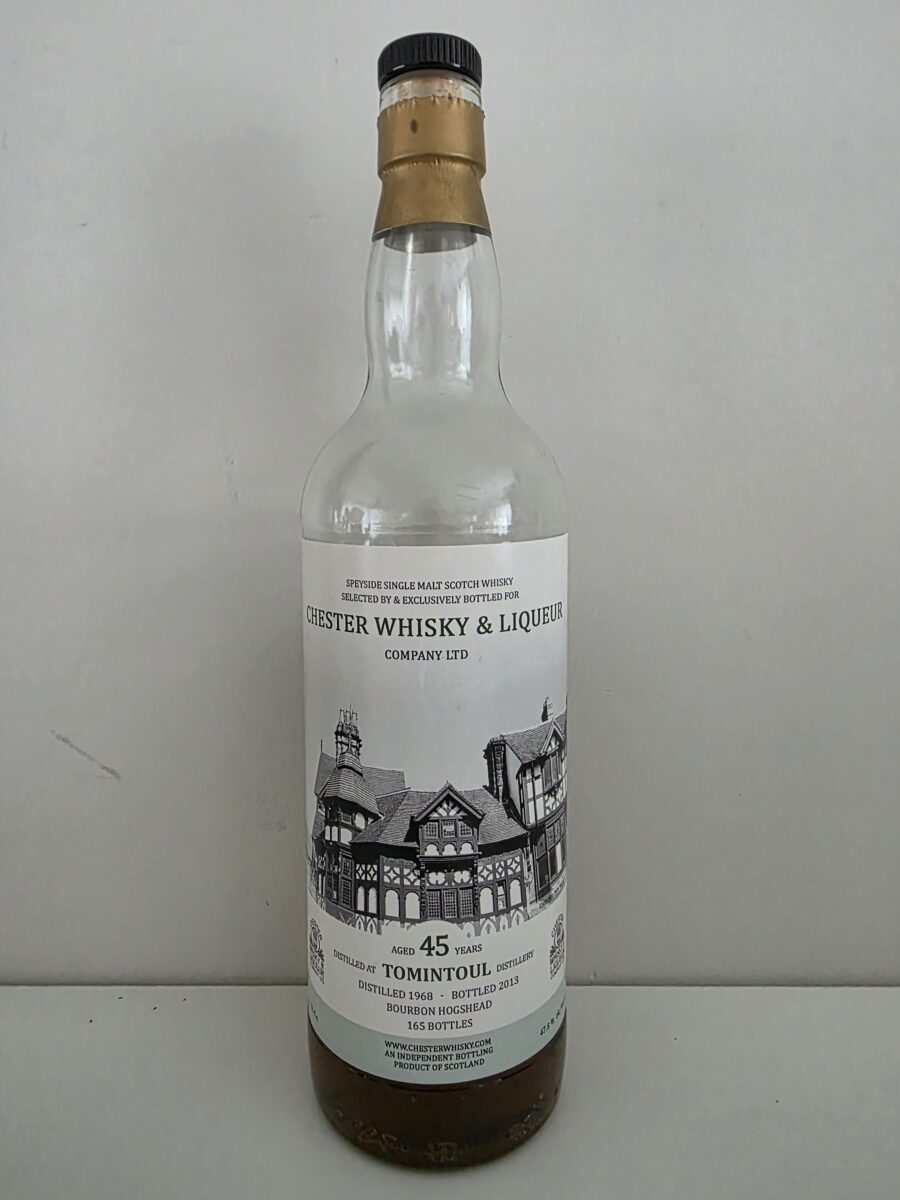 SPEYSIDE SINGLE MALT SCOTCH WHISKY
SELECTED BY & EXCLUSIVELY BOTTLED FOR
CHESTER WHISKY & LIQUEUR
COMPANY LTD
AGED 45 YEARS
DISTILLED AT TOMINTOUL DISTILLERY
DISTILLED 1968 - BOTTLED 2013
BOURBON HOGSHEAD
165 BOTTLES
WWW.CHESTERWHISKY.COM
AN INDEPENDENT BOTTLING
PRODUCT OF SCOTLAND